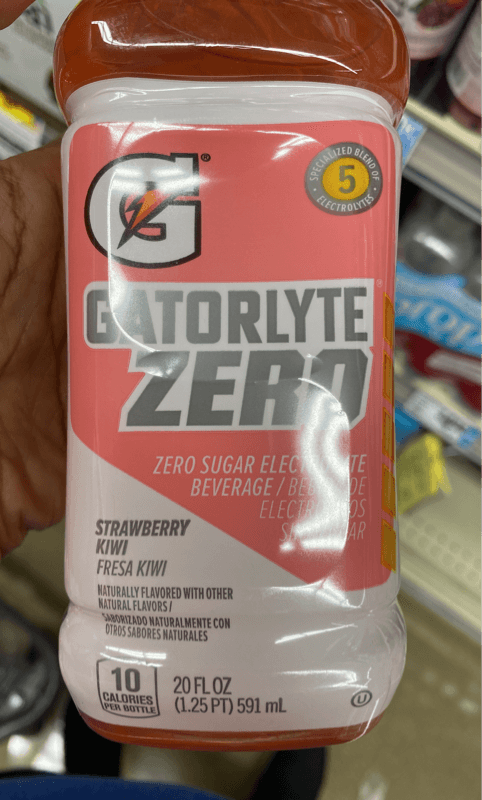 G
SPECIALIZED BLEND OF
5
ELECTROLYTES
GATORLYTE
ZERO
ZERO SUGAR
BEVERAGE /
STRAWBERRY
KIWI
FRESA KIWI
NATURALLY FLAVORED WITH OTHER
NATURAL FLAVORS /
SABORIZADO NATURALMENTE CON
OTROS SABORES NATURALES
10
CALORIES
PER BOTTLE
20 FL OZ
(1.25 PT) 591 mL
U